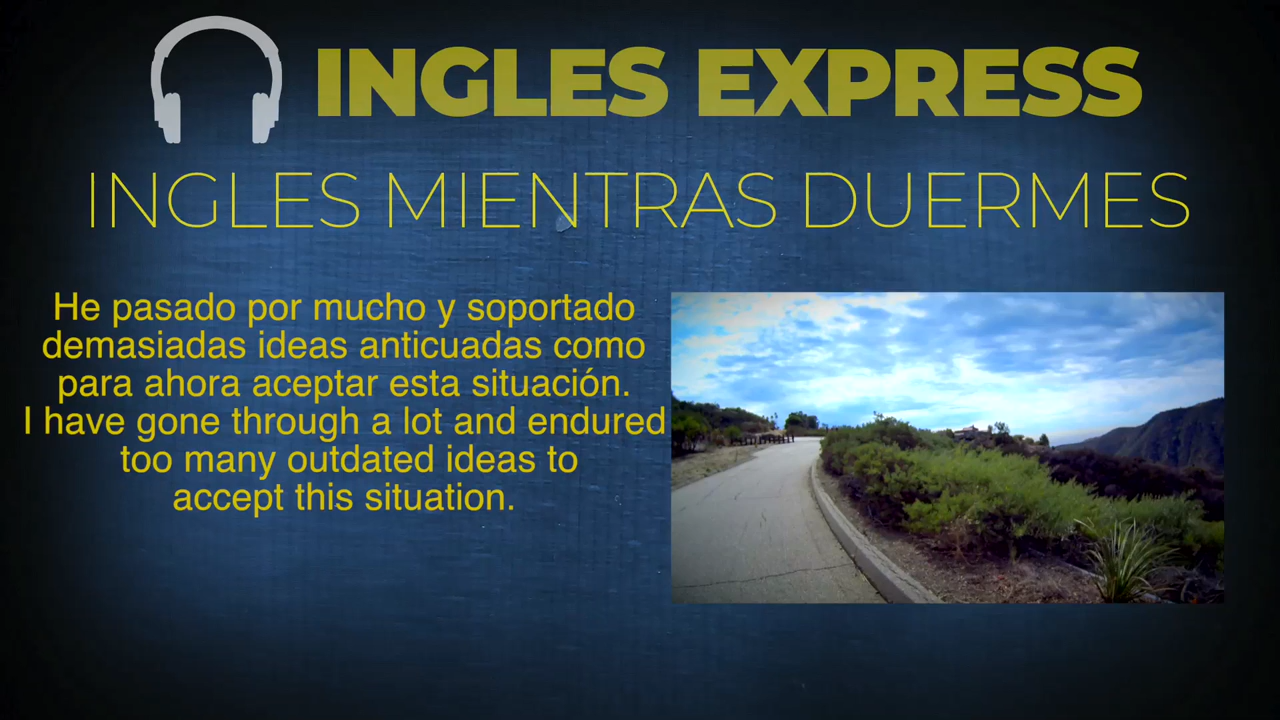 INGLES EXPRESS
INGLES MIENTRAS DUERMES
He pasado por mucho y soportado
demasiadas ideas anticuadas como
para ahora aceptar esta situación.
I have gone through a lot and endured
too many outdated ideas to
accept this situation.